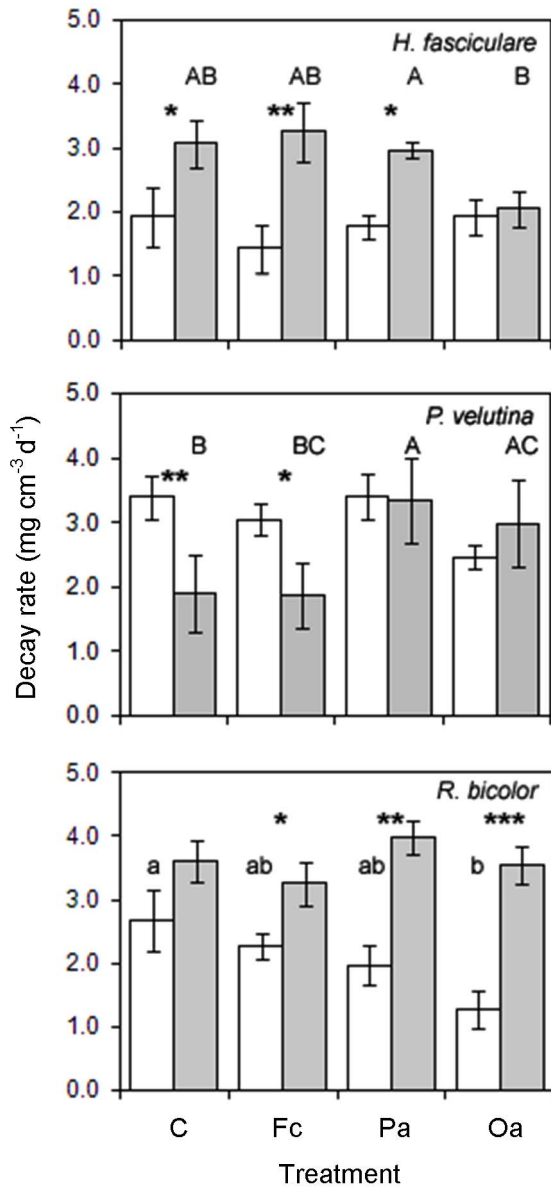 5.0 H. fasciculare
AB AB A B
4.0 * ** *
3.0
2.0
1.0
0.0
5.0 P. velutina
B BC A AC
4.0 ** *
3.0
2.0
1.0
0.0
5.0 R. bicolor
* ** ***
4.0
a ab ab b
3.0
2.0
1.0
0.0
Decay rate (mg cm⁻³ d⁻¹)
C Fc Pa Oa
Treatment